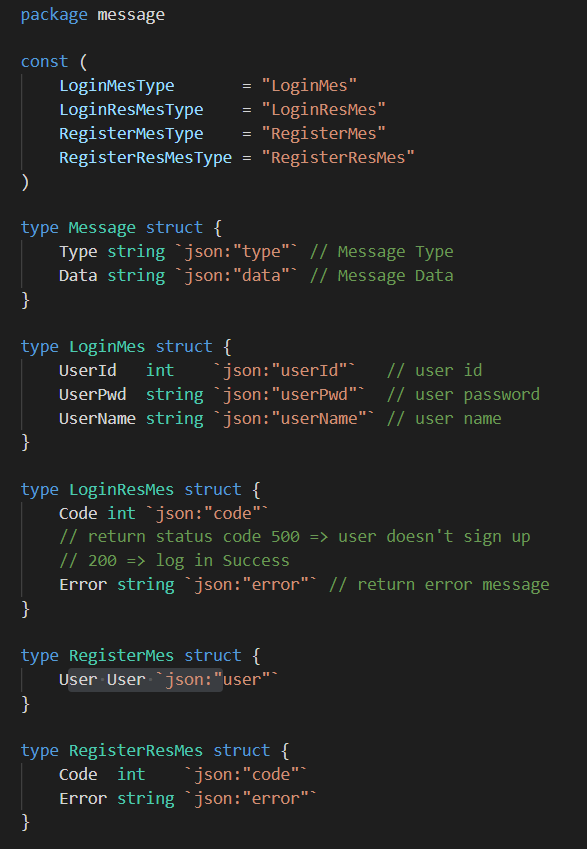 package message
const (
    LoginMesType       = "LoginMes"
    LoginResMesType    = "LoginResMes"
    RegisterMesType    = "RegisterMes"
    RegisterResMesType = "RegisterResMes"
)
type Message struct {
    Type string `json:"type"` // Message Type
    Data string `json:"data"` // Message Data
}
type LoginMes struct {
    UserId   int    `json:"userId"`   // user id
    UserPwd  string `json:"userPwd"`  // user password
    UserName string `json:"userName"` // user name
}
type LoginResMes struct {
    Code int `json:"code"`
    // return status code 500 => user doesn't sign up
    // 200 => log in Success
    Error string `json:"error"` // return error message
}
type RegisterMes struct {
    User User `json:"user"`
}
type RegisterResMes struct {
    Code  int    `json:"code"`
    Error string `json:"error"`
}